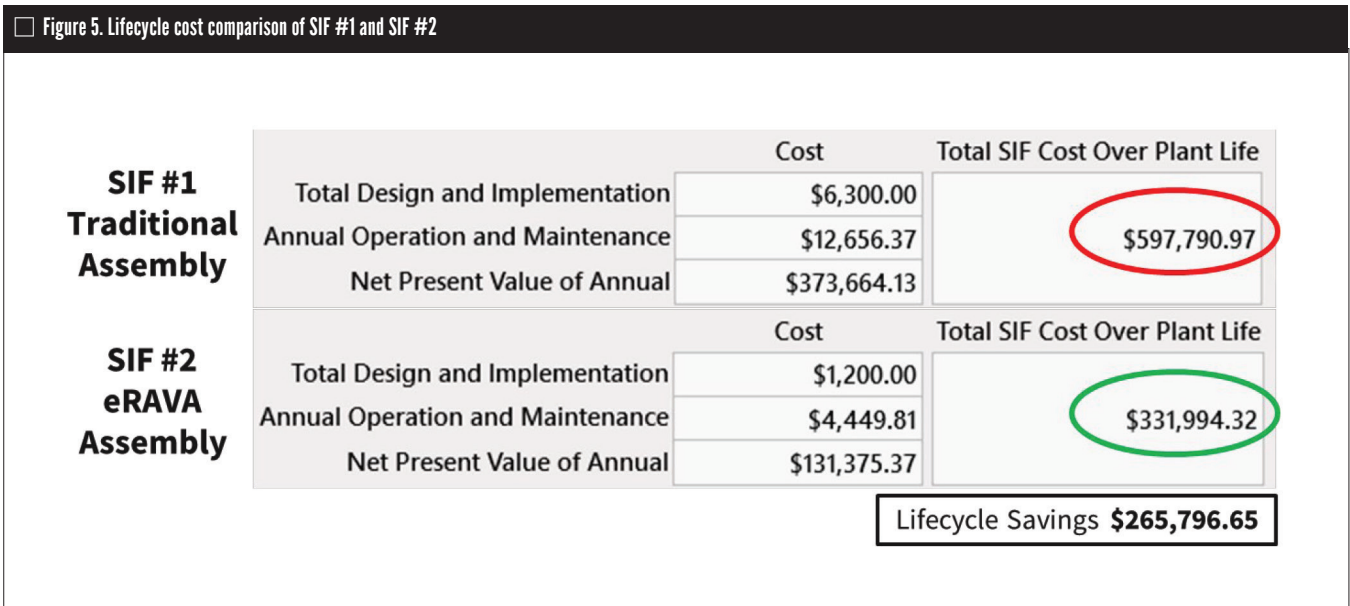 Figure 5. Lifecycle cost comparison of SIF #1 and SIF #2
SIF #1
Traditional
Assembly
Cost Total SIF Cost Over Plant Life
Total Design and Implementation $6,300.00
Annual Operation and Maintenance $12,656.37 $597,790.97
Net Present Value of Annual $373,664.13
SIF #2
eRAVA
Assembly
Cost Total SIF Cost Over Plant Life
Total Design and Implementation $1,200.00
Annual Operation and Maintenance $4,449.81 $331,994.32
Net Present Value of Annual $131,375.37
Lifecycle Savings $265,796.65